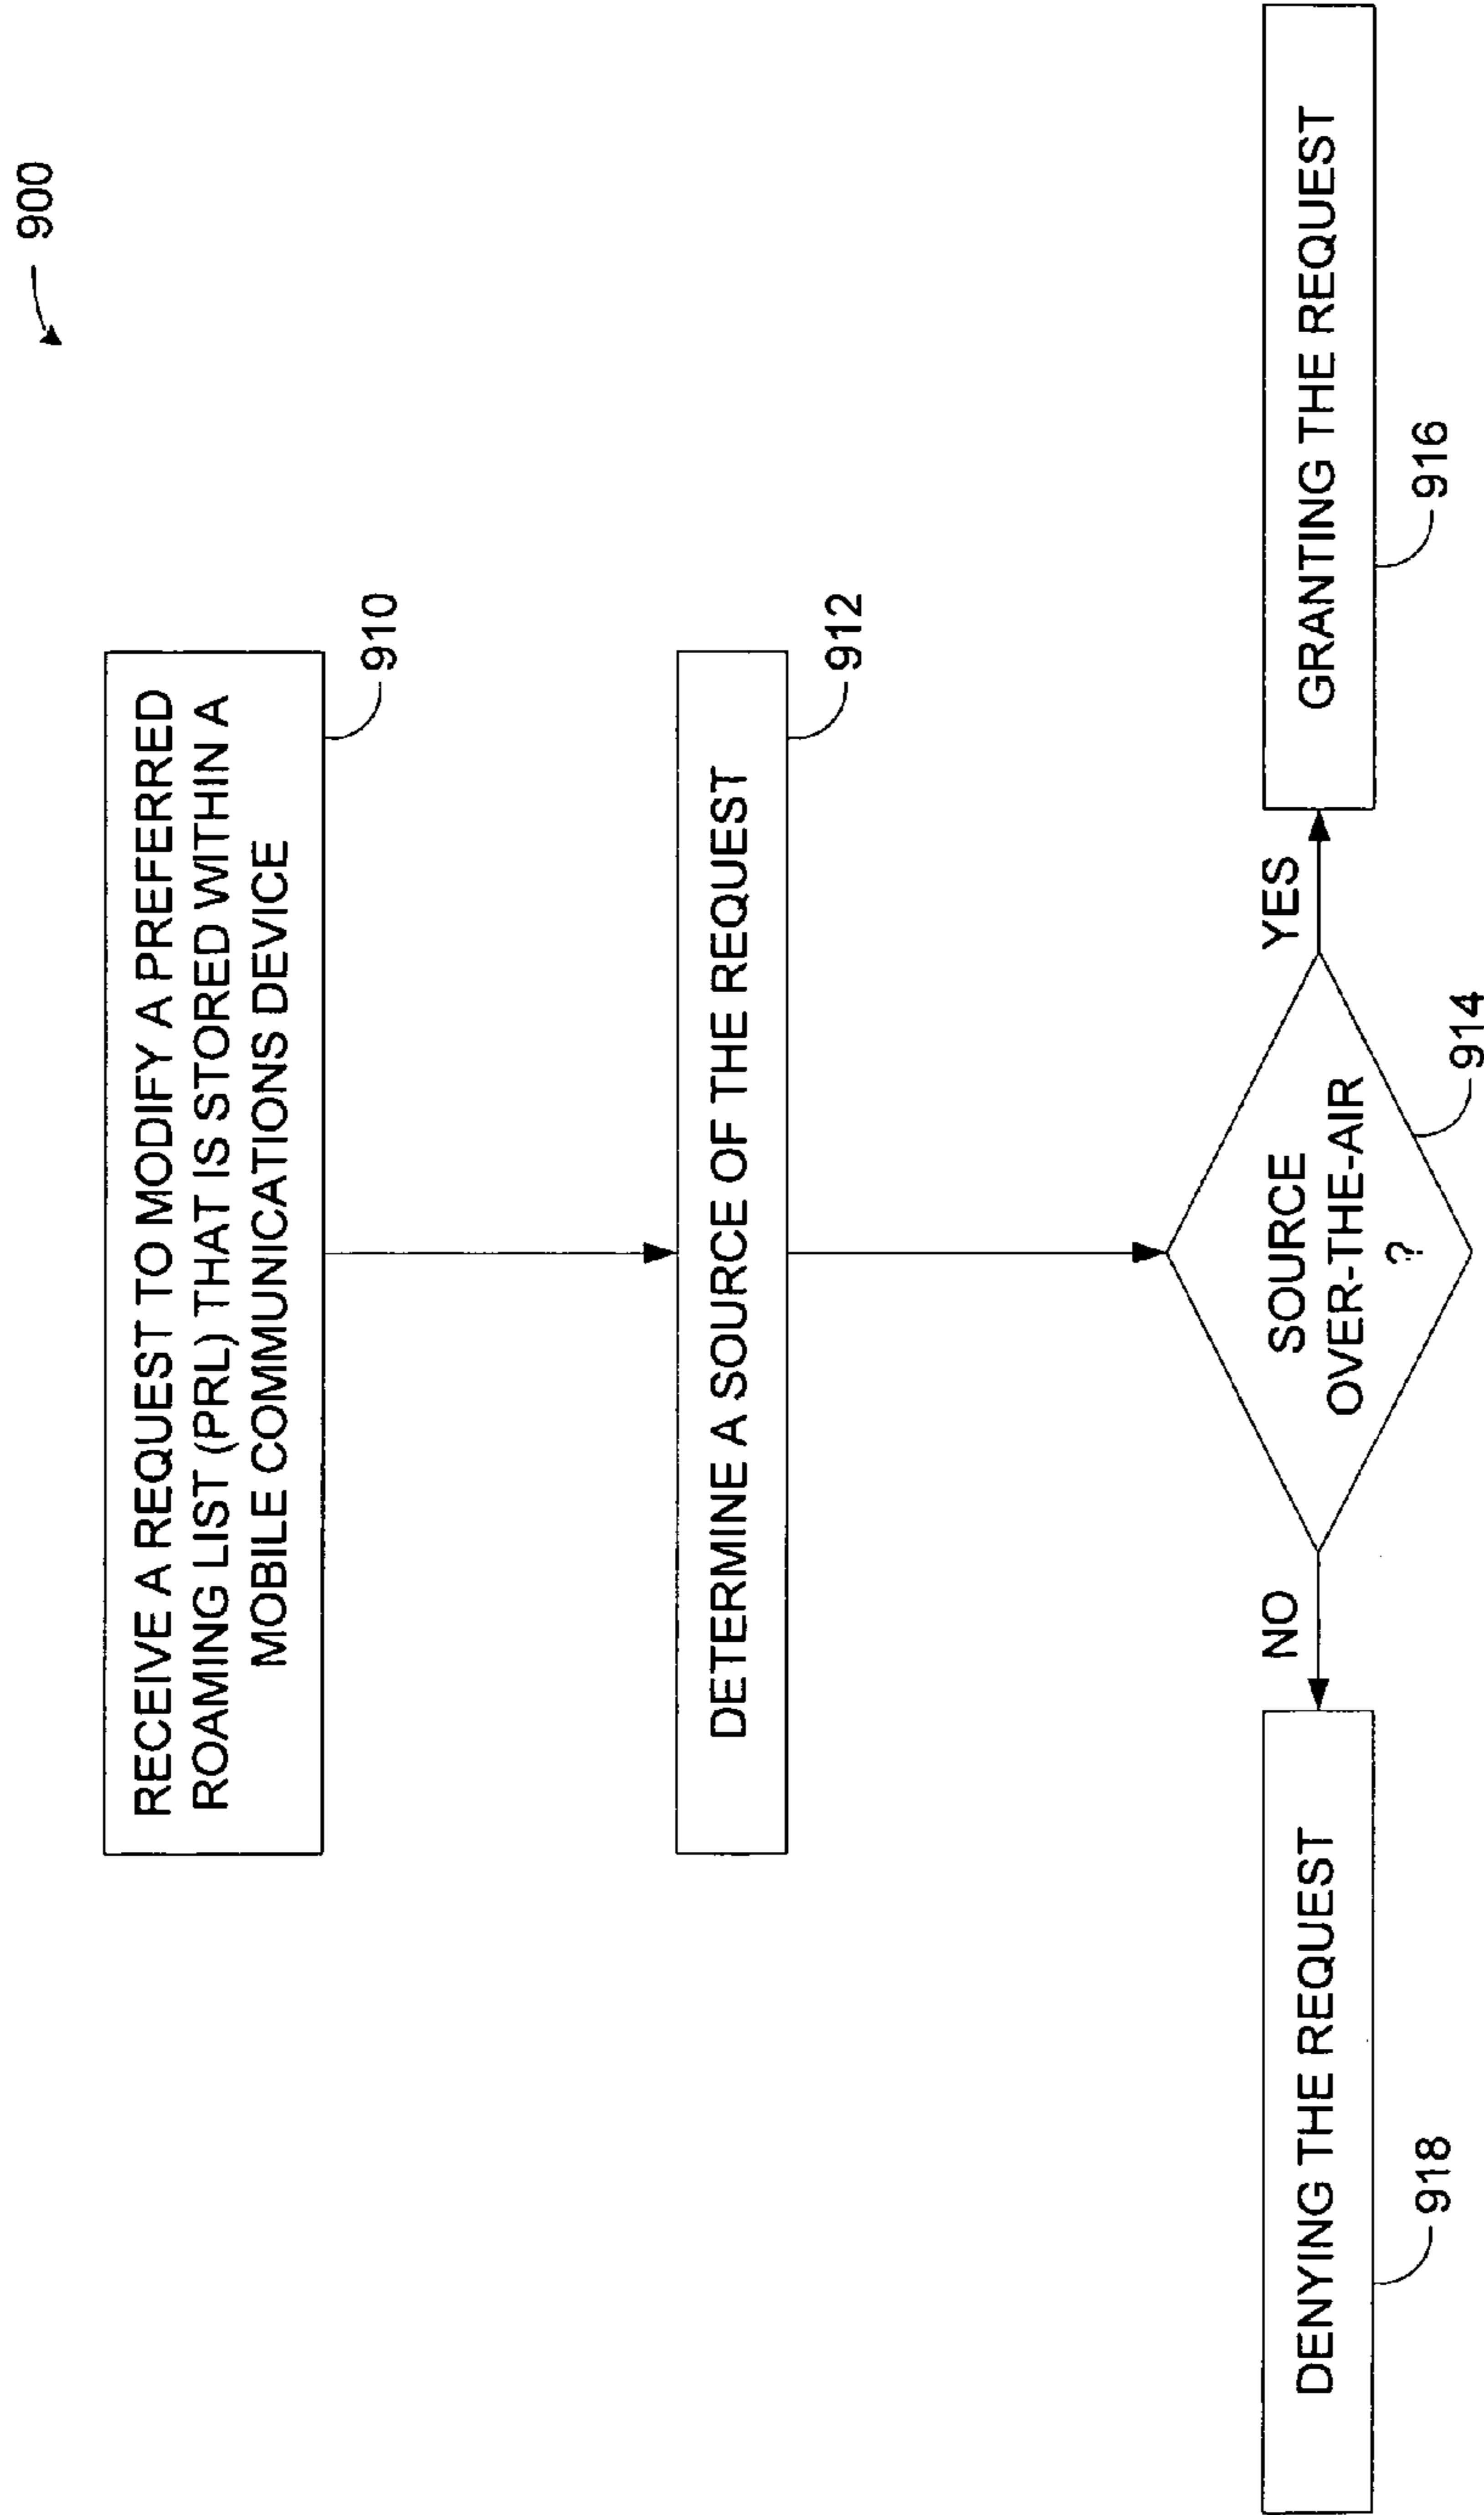 900
RECEIVE A REQUEST TO MODIFY A PREFERRED
ROAMING LIST (PRL) THAT IS STORED WITHIN A
MOBILE COMMUNICATIONS DEVICE
910
DETERMINE A SOURCE OF THE REQUEST
912
SOURCE
OVER-THE-AIR
?
914
NO
YES
DENYING THE REQUEST
918
GRANTING THE REQUEST
916